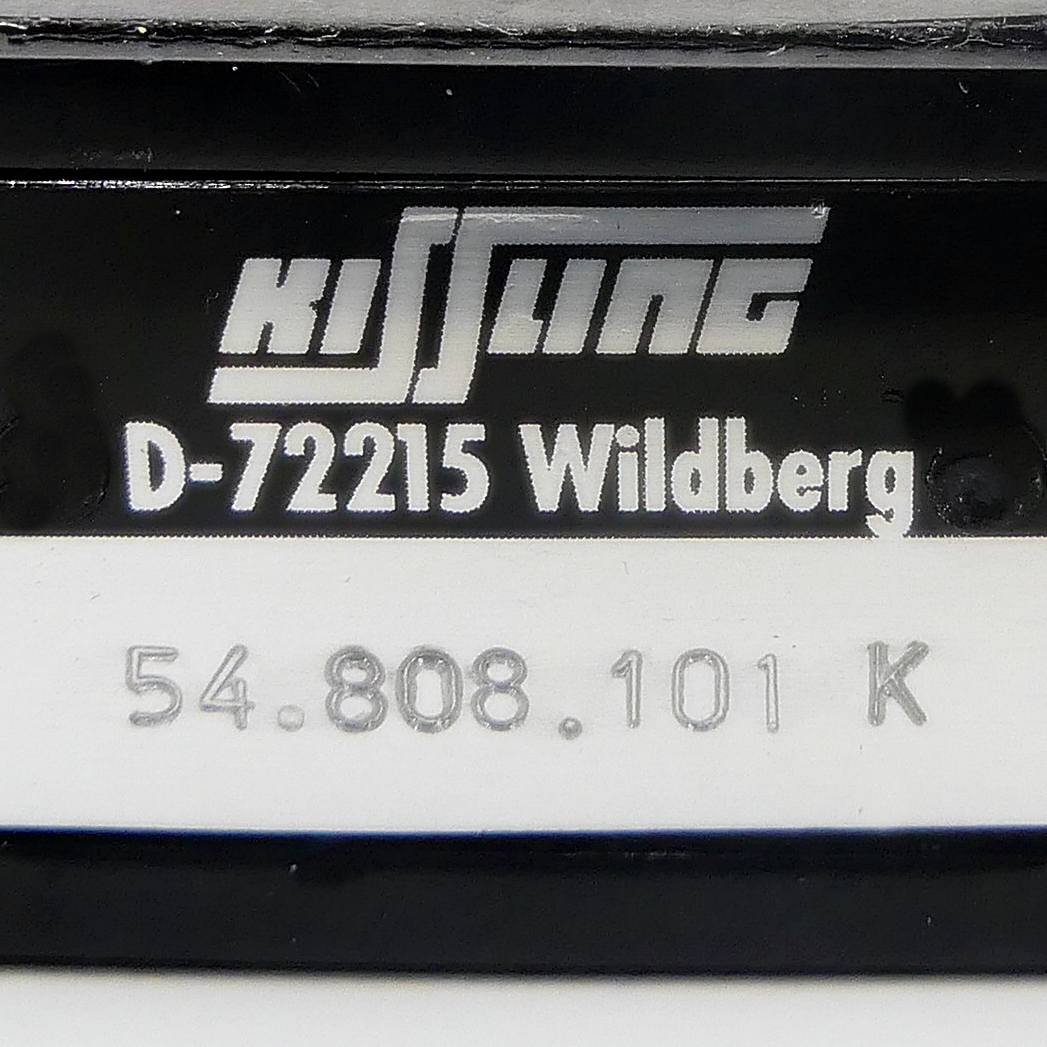 KISSLING
D-72215 Wildberg
54.808.101 K